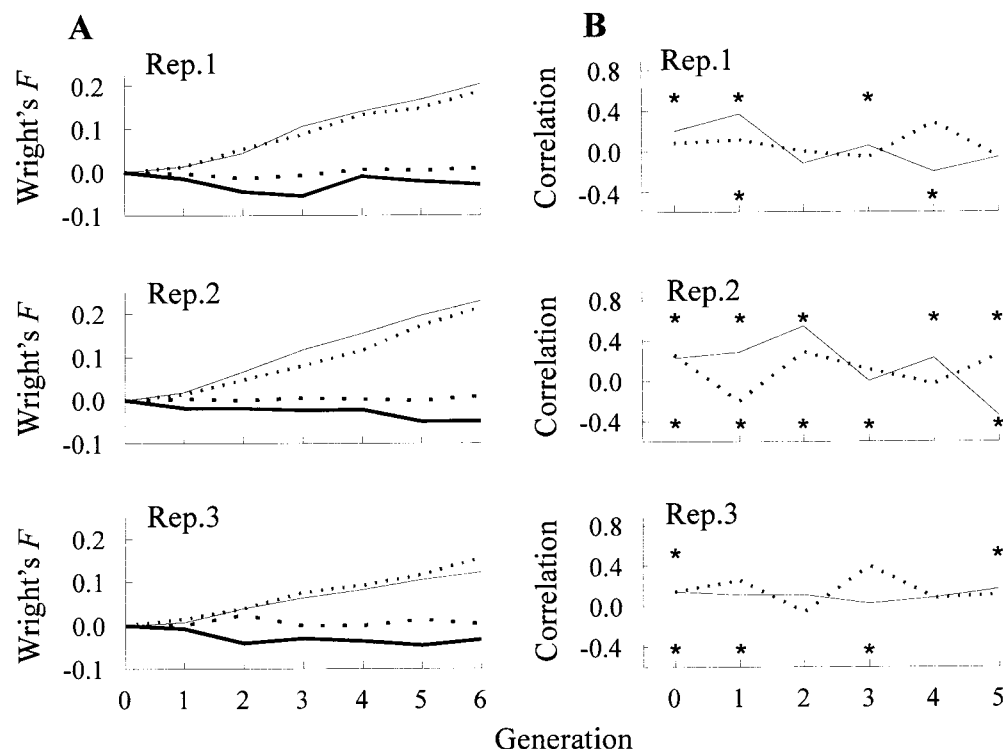 A
B
Rep.1
Wright's F
0.2
0.1
0.0
-0.1
Rep.1
Correlation
0.8
0.4
0.0
-0.4
* * *
* *
Rep.2
Wright's F
0.2
0.1
0.0
-0.1
Rep.2
Correlation
0.8
0.4
0.0
-0.4
* * * * *
* * * * *
Rep.3
Wright's F
0.2
0.1
0.0
-0.1
0 1 2 3 4 5 6
Rep.3
Correlation
0.8
0.4
0.0
-0.4
* *
* * *
0 1 2 3 4 5
Generation